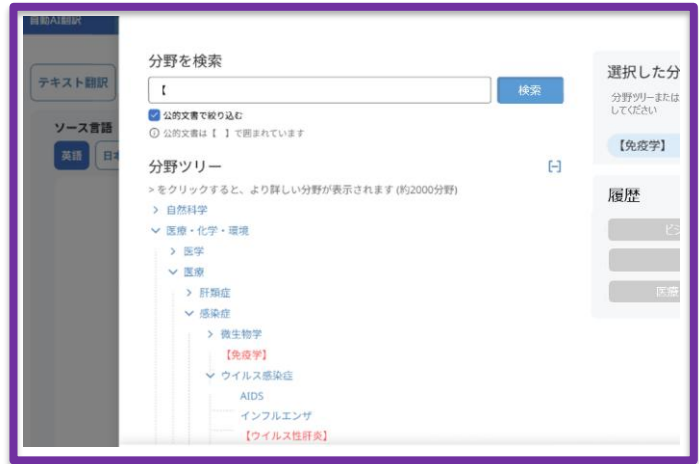 自動AI翻訳
テキスト翻訳
ソース言語
英語
分野を検索
【
検索
公的文書で絞り込む
公的文書は【 】で囲まれています
分野ツリー
[-]
> をクリックすると、より詳しい分野が表示されます (約2000分野)
> 自然科学
医療・化学・環境
> 医学
医療
> 肝類症
感染症
> 微生物学
【免疫学】
ウイルス感染症
AIDS
インフルエンザ
【ウイルス性肝炎】
選択した分
分野ツリーまたは
してください
【免疫学】
履歴
医療